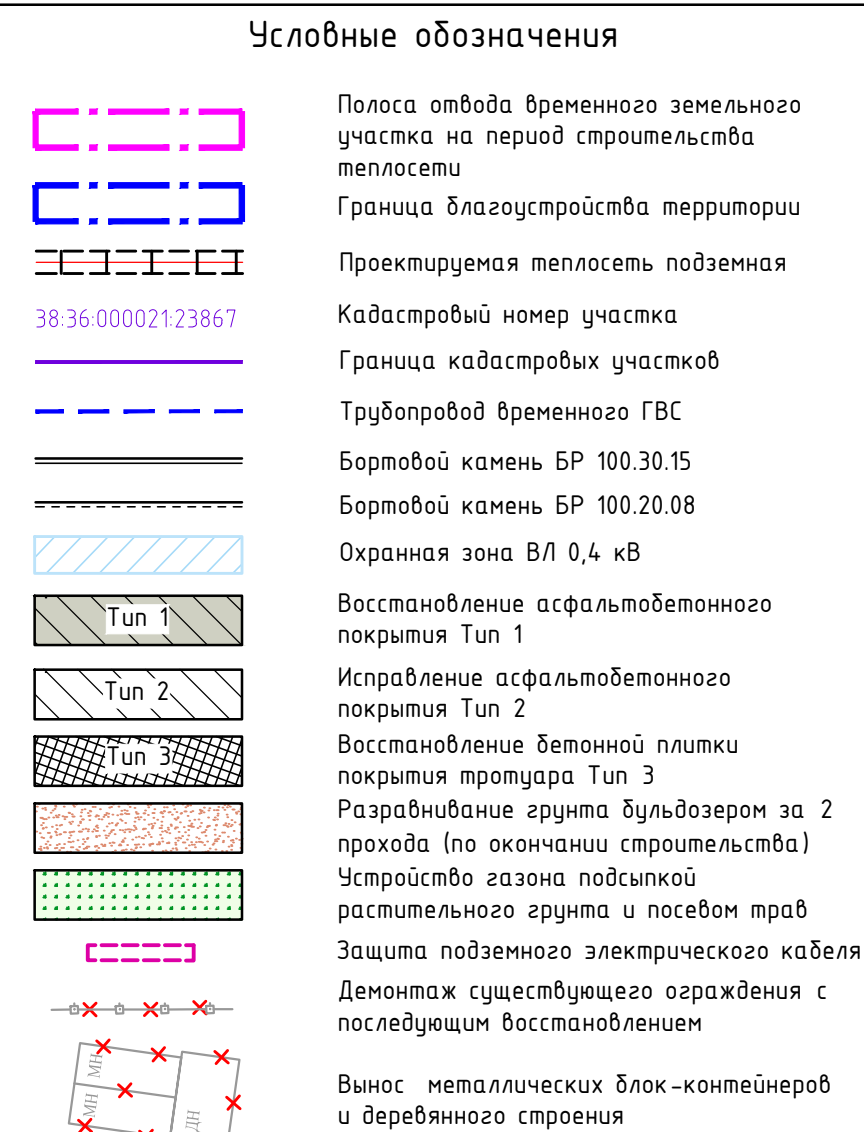 Условные обозначения
Полоса отвода временного земельного
участка на период строительства
теплосети
Граница благоустройства территории
Проектируемая теплосеть подземная
38:36:000021:23867
Кадастровый номер участка
Граница кадастровых участков
Трубопровод временного ГВС
Бортовой камень БР 100.30.15
Бортовой камень БР 100.20.08
Охранная зона ВЛ 0,4 кВ
Тип 1
Восстановление асфальтобетонного
покрытия Тип 1
Тип 2
Исправление асфальтобетонного
покрытия Тип 2
Тип 3
Восстановление бетонной плитки
покрытия тротуара Тип 3
Разравнивание грунта бульдозером за 2
прохода (по окончании строительства)
Устройство газона подсыпкой
растительного грунта и посевом трав
Защита подземного электрического кабеля
Демонтаж существующего ограждения с
последующим восстановлением
МН
МН
ДН
Вынос металлических блок-контейнеров
и деревянного строения